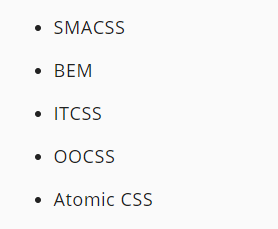 • SMACSS
• BEM
• ITCSS
• OOCSS
• Atomic CSS